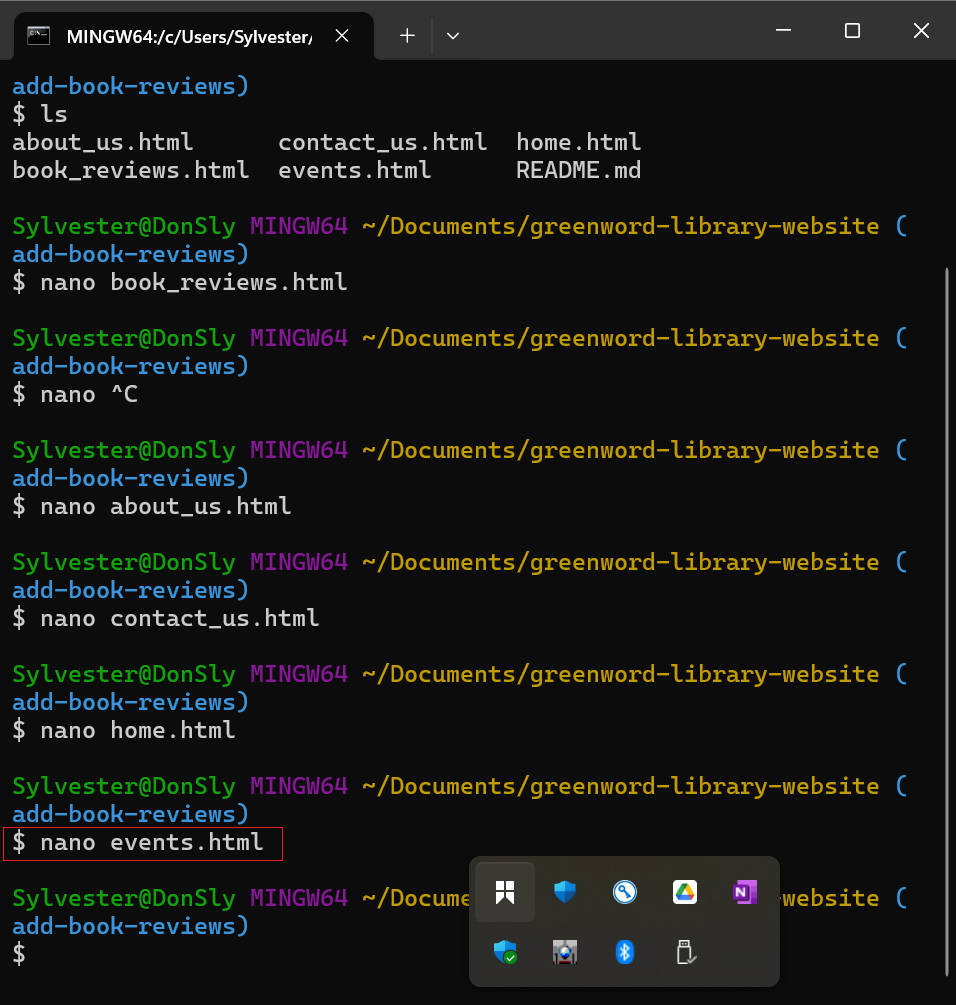 MINGW64:/c/Users/Sylvester/
add-book-reviews)
$ ls
about_us.html      contact_us.html  home.html
book_reviews.html  events.html      README.md
Sylvester@DonSly MINGW64 ~/Documents/greenword-library-website (
add-book-reviews)
$ nano book_reviews.html
Sylvester@DonSly MINGW64 ~/Documents/greenword-library-website (
add-book-reviews)
$ nano ^C
Sylvester@DonSly MINGW64 ~/Documents/greenword-library-website (
add-book-reviews)
$ nano about_us.html
Sylvester@DonSly MINGW64 ~/Documents/greenword-library-website (
add-book-reviews)
$ nano contact_us.html
Sylvester@DonSly MINGW64 ~/Documents/greenword-library-website (
add-book-reviews)
$ nano home.html
Sylvester@DonSly MINGW64 ~/Documents/greenword-library-website (
add-book-reviews)
$ nano events.html
Sylvester@DonSly MINGW64 ~/Docume website (
add-book-reviews)
$